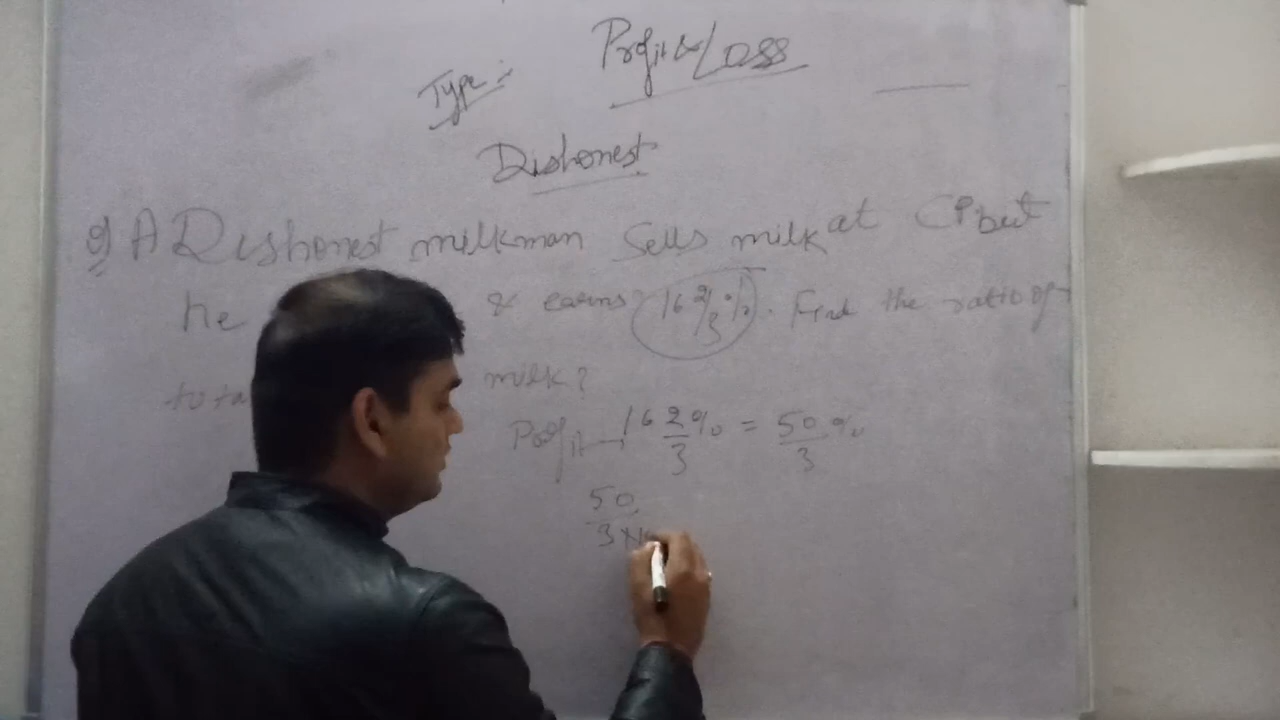 Profit & Loss
Type :-
Dishonest
Q) A Dishonest milkman sells milk at CP but
he & earns 16 2/3 %. Find the ratio of
milk?
Profit → 16 2/3 % = 50/3 %
50
3×